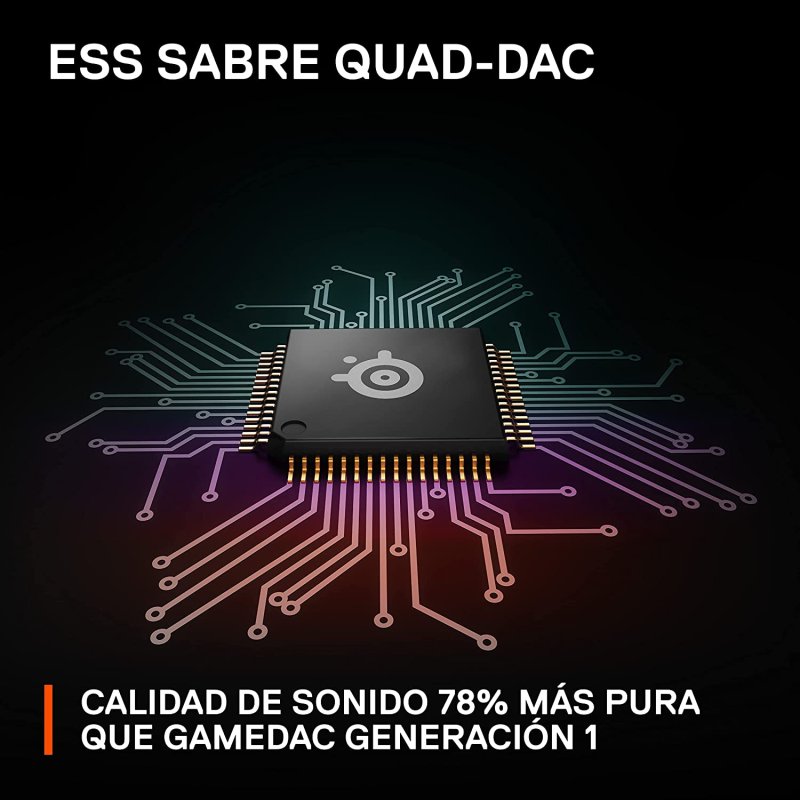 ESS SABRE QUAD-DAC
CALIDAD DE SONIDO 78% MÁS PURA
QUE GAMEDAC GENERACIÓN 1